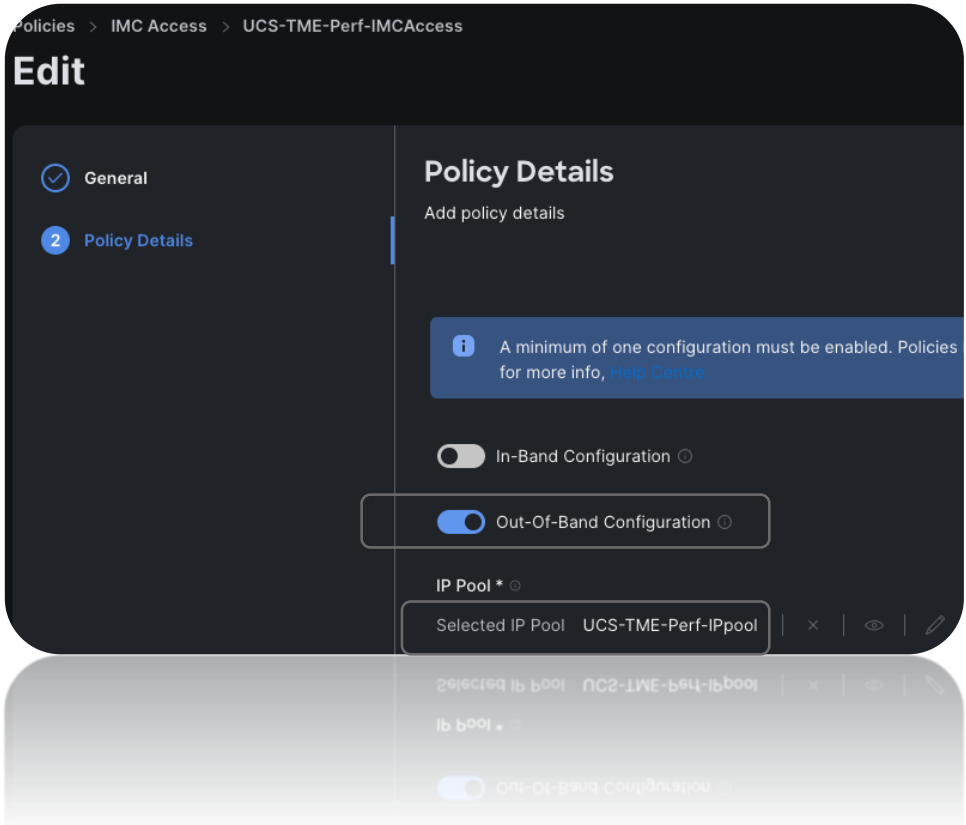 Policies > IMC Access > UCS-TME-Perf-IMCAccess
Edit
General
2 Policy Details
Policy Details
Add policy details
A minimum of one configuration must be enabled. Policies
for more info, Help Centre
In-Band Configuration
Out-Of-Band Configuration
IP Pool *
Selected IP Pool UCS-TME-Perf-IPpool